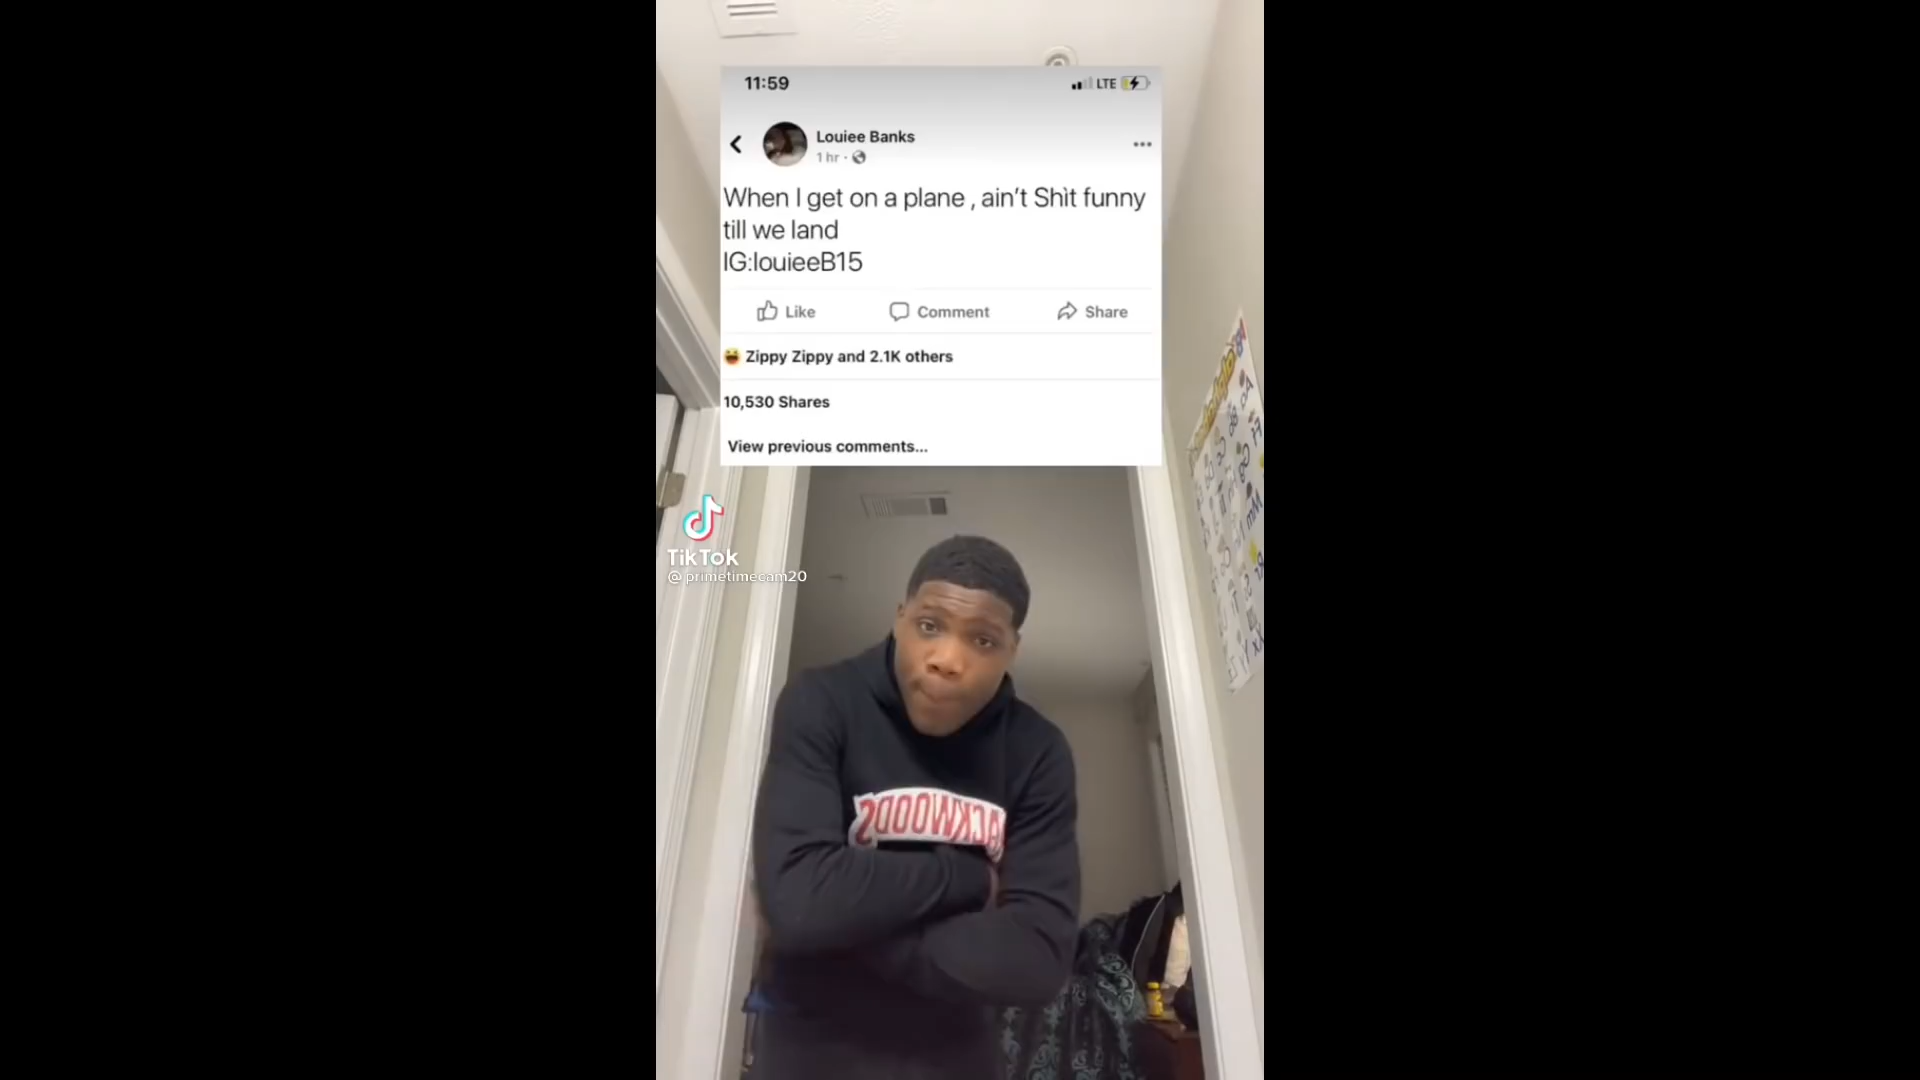 11:59
LTE
Louiee Banks
1 hr ·
When I get on a plane , ain't Shìt funny
till we land
IG:louieeB15
Like
Comment
Share
Zippy Zippy and 2.1K others
10,530 Shares
View previous comments...
TikTok
@ primetimecam20
ACKWOODS